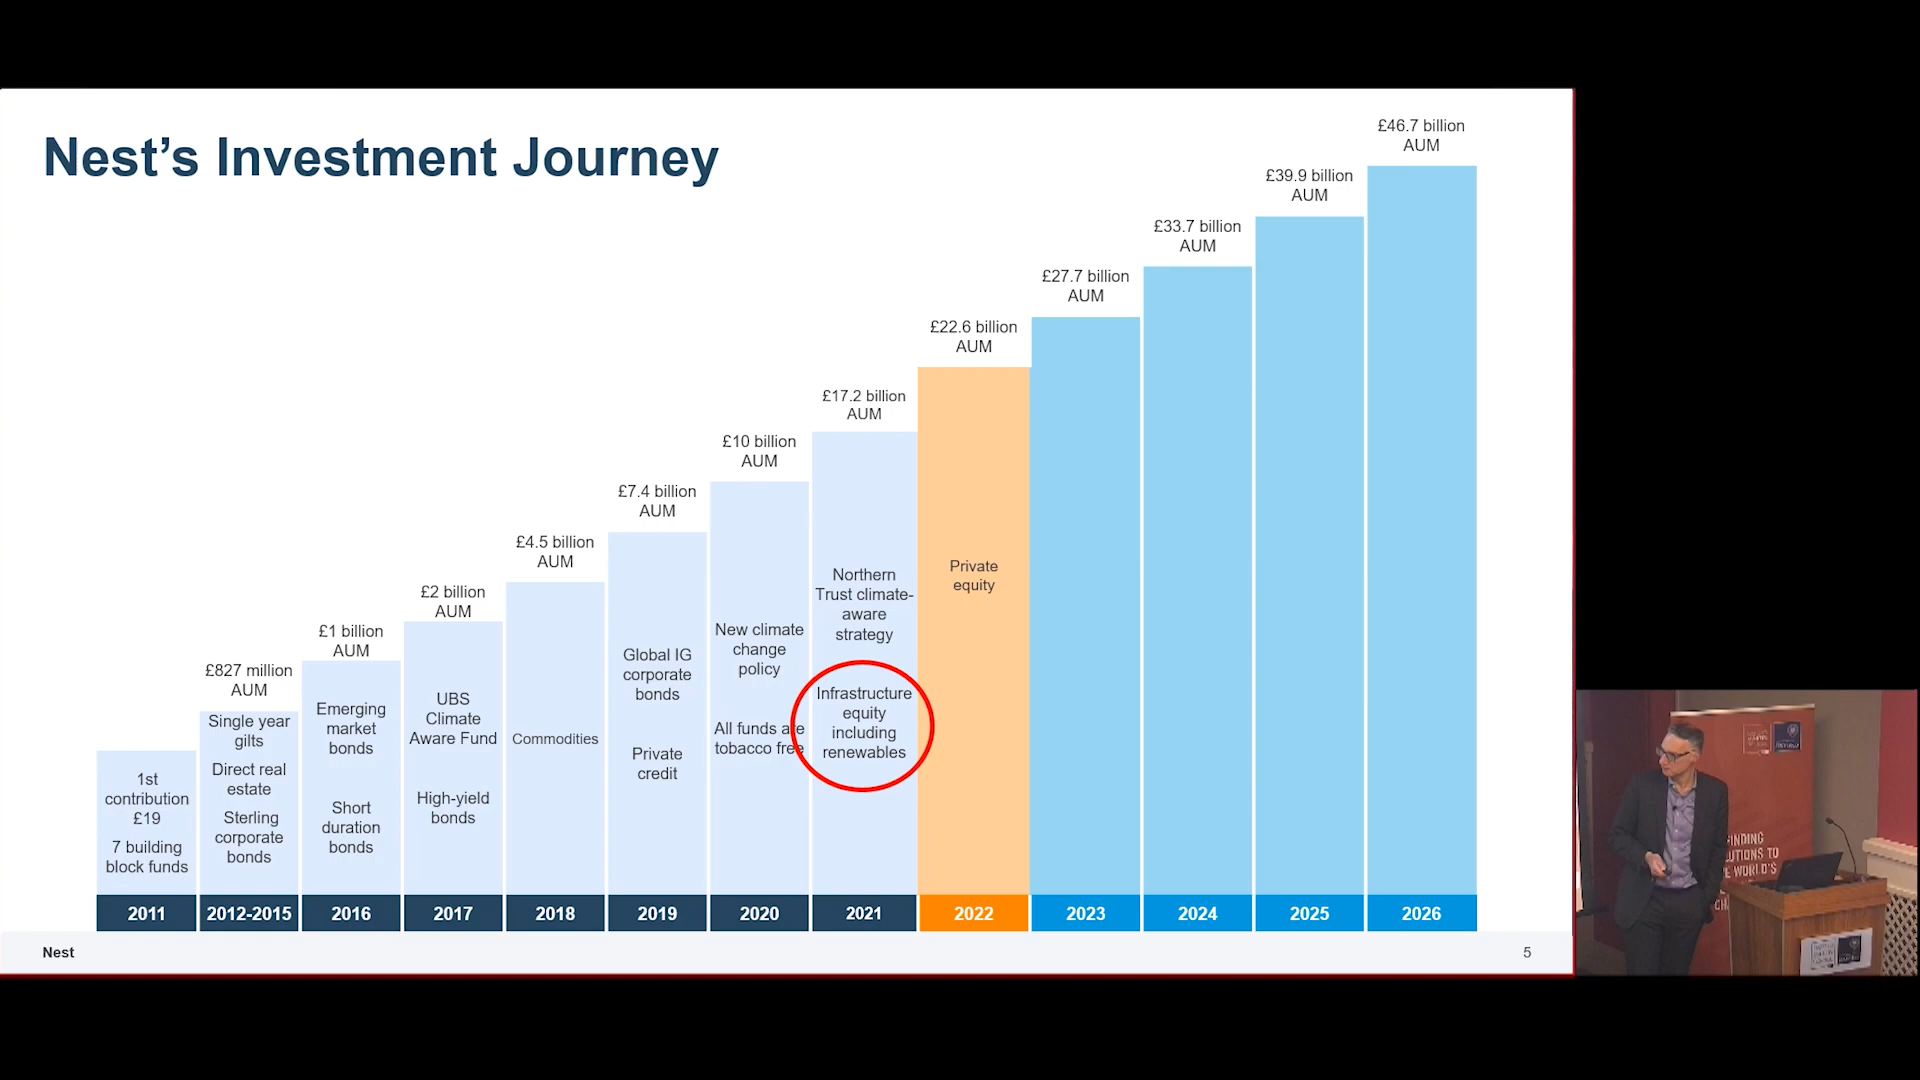 Nest's Investment Journey
£46.7 billion
AUM
£39.9 billion
AUM
£33.7 billion
AUM
£27.7 billion
AUM
£22.6 billion
AUM
£17.2 billion
AUM
£10 billion
AUM
£7.4 billion
AUM
£4.5 billion
AUM
£2 billion
AUM
£1 billion
AUM
£827 million
AUM
1st
contribution
£19
7 building
block funds
Single year
gilts
Direct real
estate
Sterling
corporate
bonds
Emerging
market
bonds
Short
duration
bonds
UBS
Climate
Aware Fund
High-yield
bonds
Commodities
Global IG
corporate
bonds
Private
credit
New climate
change
policy
All funds are
tobacco free
Northern
Trust climate-
aware
strategy
Infrastructure
equity
including
renewables
Private
equity
2011
2012-2015
2016
2017
2018
2019
2020
2021
2022
2023
2024
2025
2026
Nest
5
FINDING
WORLD'S